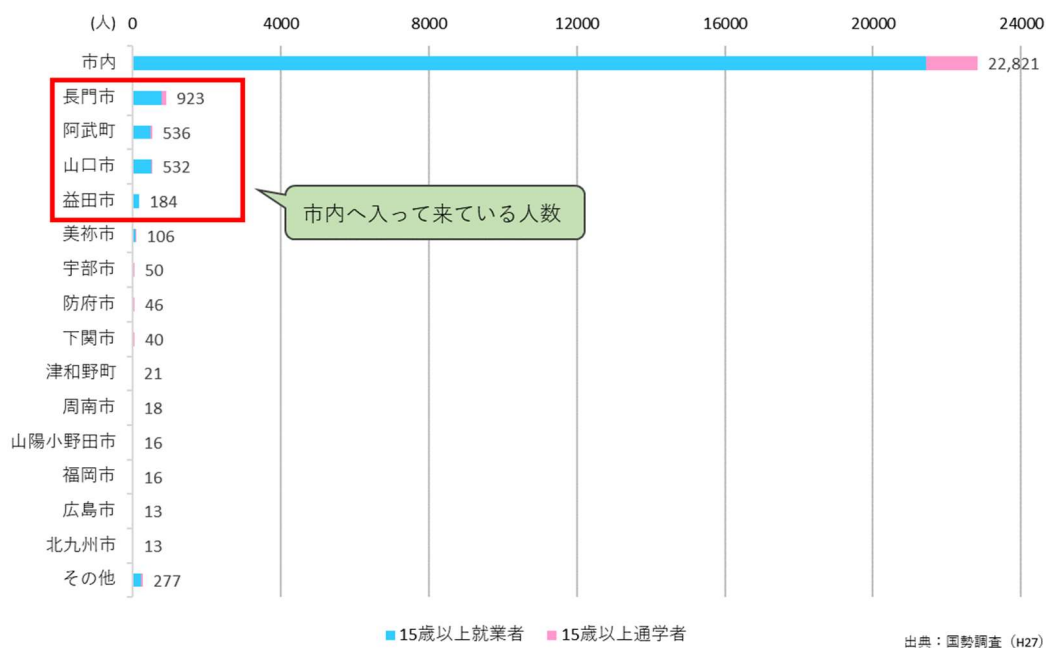 (人) 0 4000 8000 12000 16000 20000 24000
市内 22,821
長門市 923
阿武町 536
山口市 532
益田市 184
市内へ入って来ている人数
美祢市 106
宇部市 50
防府市 46
下関市 40
津和野町 21
周南市 18
山陽小野田市 16
福岡市 16
広島市 13
北九州市 13
その他 277
15歳以上就業者 15歳以上通学者
出典：国勢調査（H27）